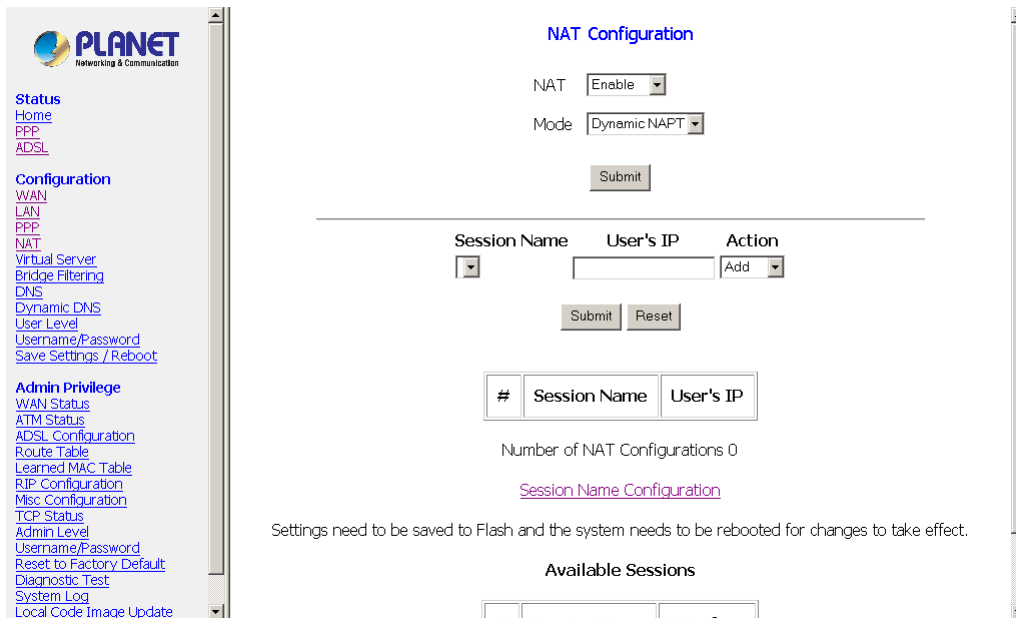 PLANET
Networking & Communication
Status
Home
PPP
ADSL
Configuration
WAN
LAN
PPP
NAT
Virtual Server
Bridge Filtering
DNS
Dynamic DNS
User Level
Username/Password
Save Settings / Reboot
Admin Privilege
WAN Status
ATM Status
ADSL Configuration
Route Table
Learned MAC Table
RIP Configuration
Misc Configuration
TCP Status
Admin Level
Username/Password
Reset to Factory Default
Diagnostic Test
System Log
Local Code Image Update
NAT Configuration
NAT Enable
Mode Dynamic NAPT
Submit
Session Name User's IP Action
Add
Submit Reset
# Session Name User's IP
Number of NAT Configurations 0
Session Name Configuration
Settings need to be saved to Flash and the system needs to be rebooted for changes to take effect.
Available Sessions